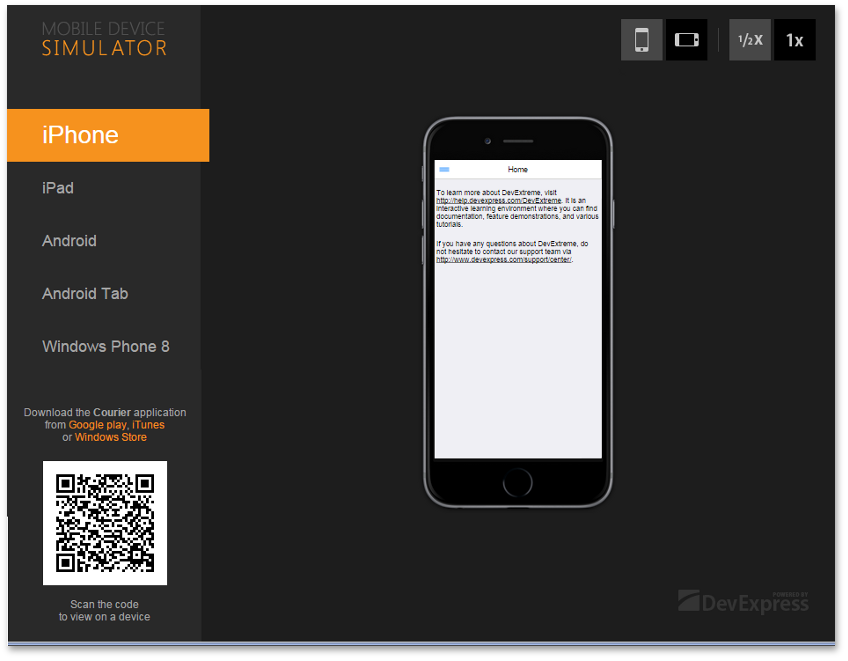 MOBILE DEVICE
SIMULATOR
1/2X
1x
iPhone
iPad
Android
Android Tab
Windows Phone 8
Download the Courier application
from Google play, iTunes
or Windows Store
Scan the code
to view on a device
Home
To learn more about DevExtreme, visit
http://help.devexpress.com/DevExtreme. It is an
interactive learning environment where you can find
documentation, feature demonstrations, and various
tutorials.
If you have any questions about DevExtreme, do
not hesitate to contact our support team via
http://www.devexpress.com/support/center/.
POWERED BY
DevExpress